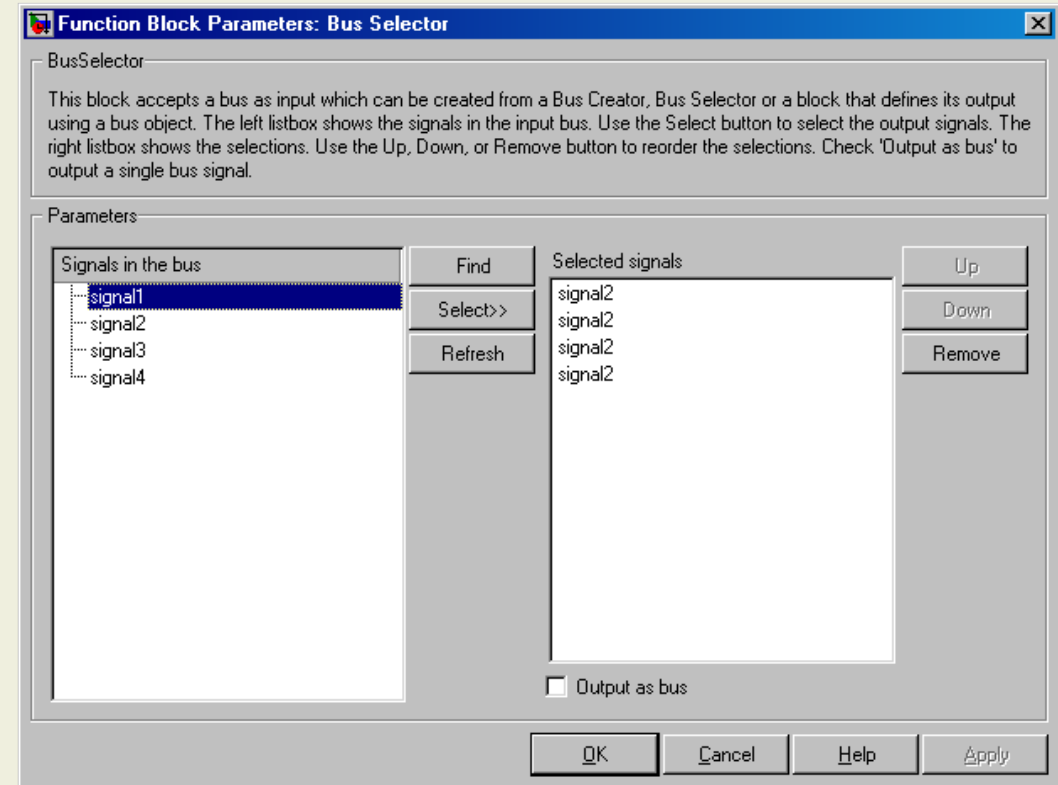 Function Block Parameters: Bus Selector
BusSelector
This block accepts a bus as input which can be created from a Bus Creator, Bus Selector or a block that defines its output
using a bus object. The left listbox shows the signals in the input bus. Use the Select button to select the output signals. The
right listbox shows the selections. Use the Up, Down, or Remove button to reorder the selections. Check 'Output as bus' to
output a single bus signal.
Parameters
Signals in the bus
signal1
signal2
signal3
signal4
Find
Select>>
Refresh
Selected signals
signal2
signal2
signal2
signal2
Up
Down
Remove
Output as bus
OK
Cancel
Help
Apply